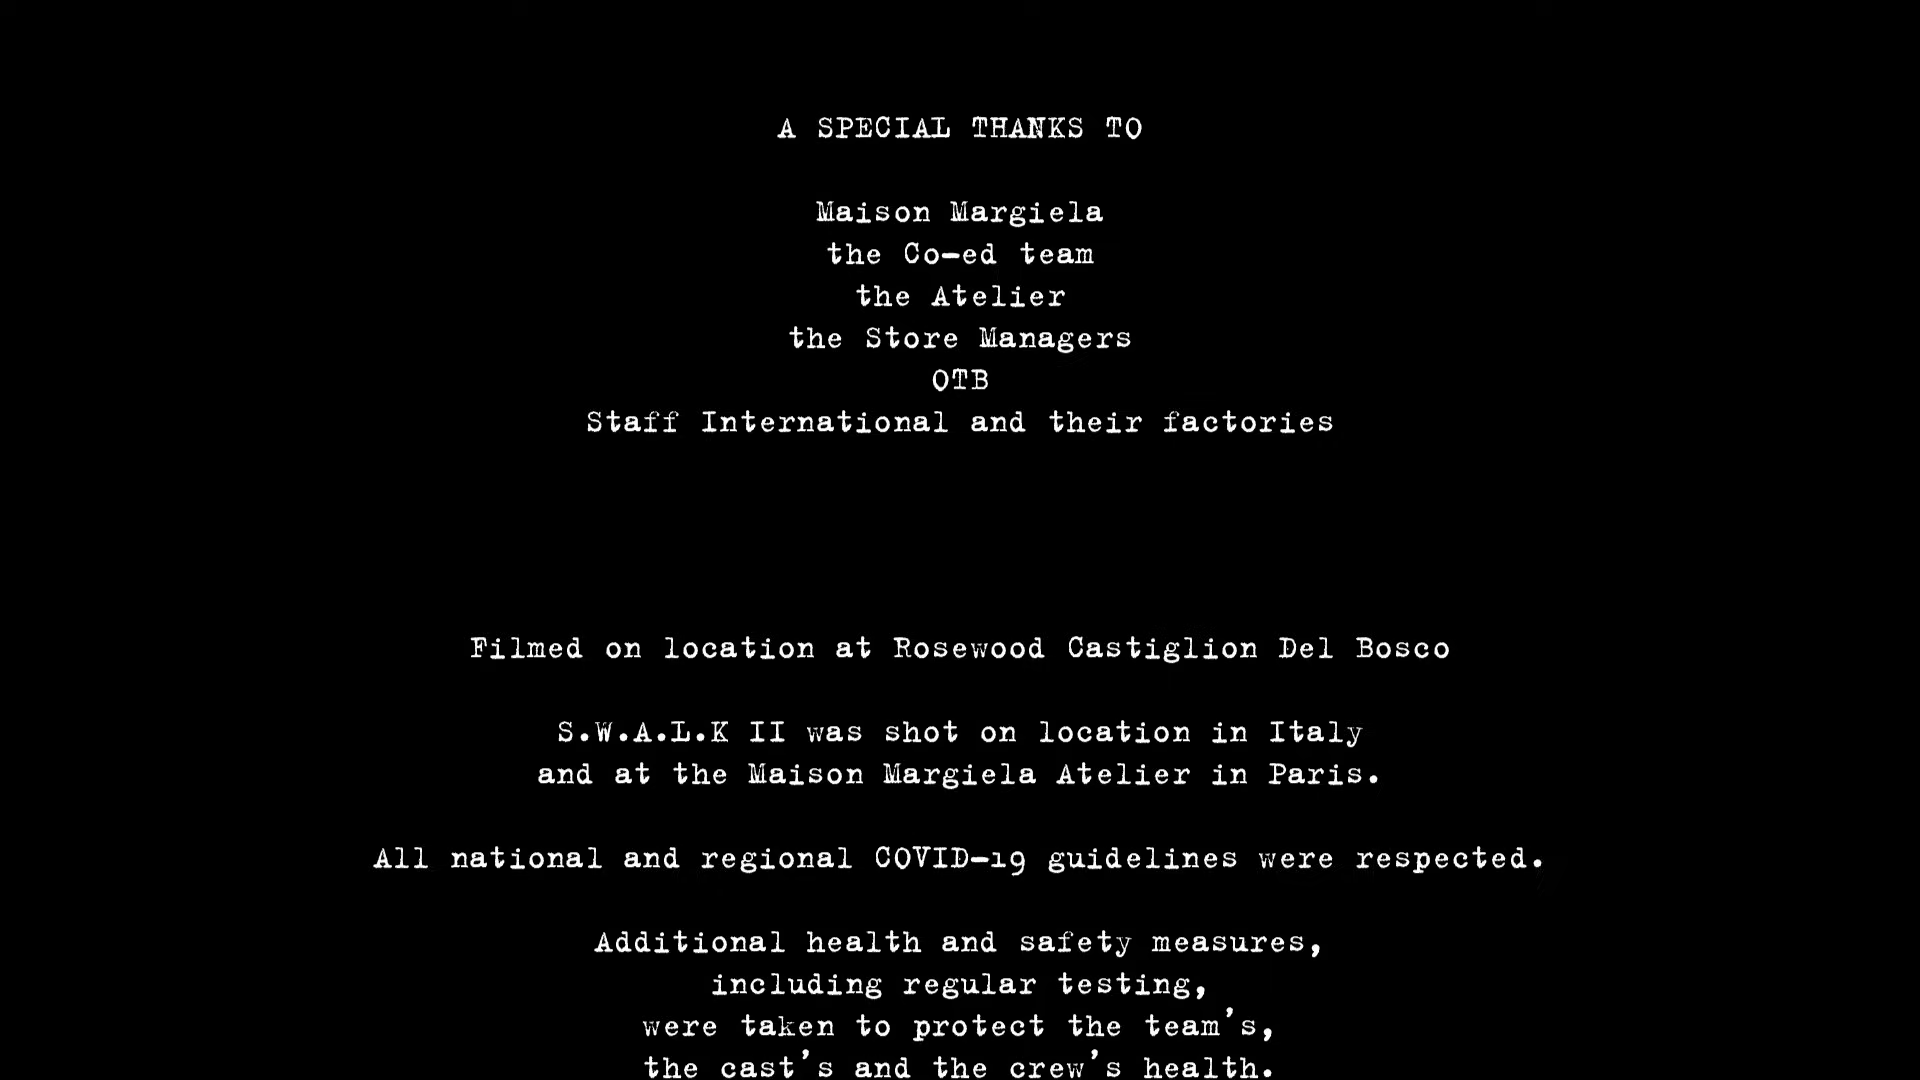 A SPECIAL THANKS TO
Maison Margiela
the Co-ed team
the Atelier
the Store Managers
OTB
Staff International and their factories
Filmed on location at Rosewood Castiglion Del Bosco
S.W.A.L.K II was shot on location in Italy
and at the Maison Margiela Atelier in Paris.
All national and regional COVID-19 guidelines were respected.
Additional health and safety measures,
including regular testing,
were taken to protect the team's,
the cast's and the crew's health.